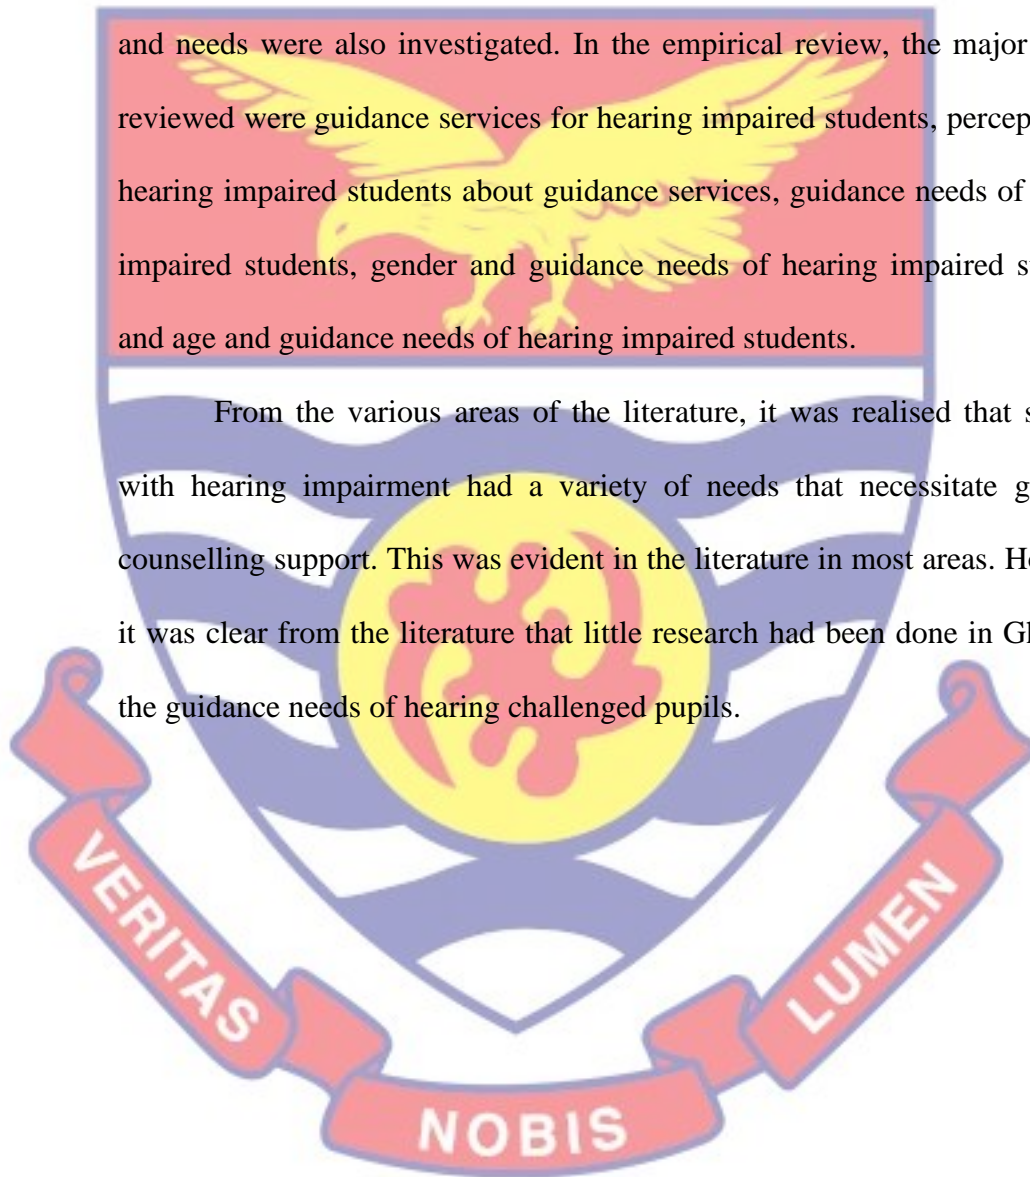 and needs were also investigated. In the empirical review, the major
reviewed were guidance services for hearing impaired students, percep
hearing impaired students about guidance services, guidance needs of
impaired students, gender and guidance needs of hearing impaired s
and age and guidance needs of hearing impaired students.
From the various areas of the literature, it was realised that s
with hearing impairment had a variety of needs that necessitate g
counselling support. This was evident in the literature in most areas.
it was clear from the literature that little research had been done in
the guidance needs of hearing challenged pupils.
VERITAS
NOBIS
LUMEN